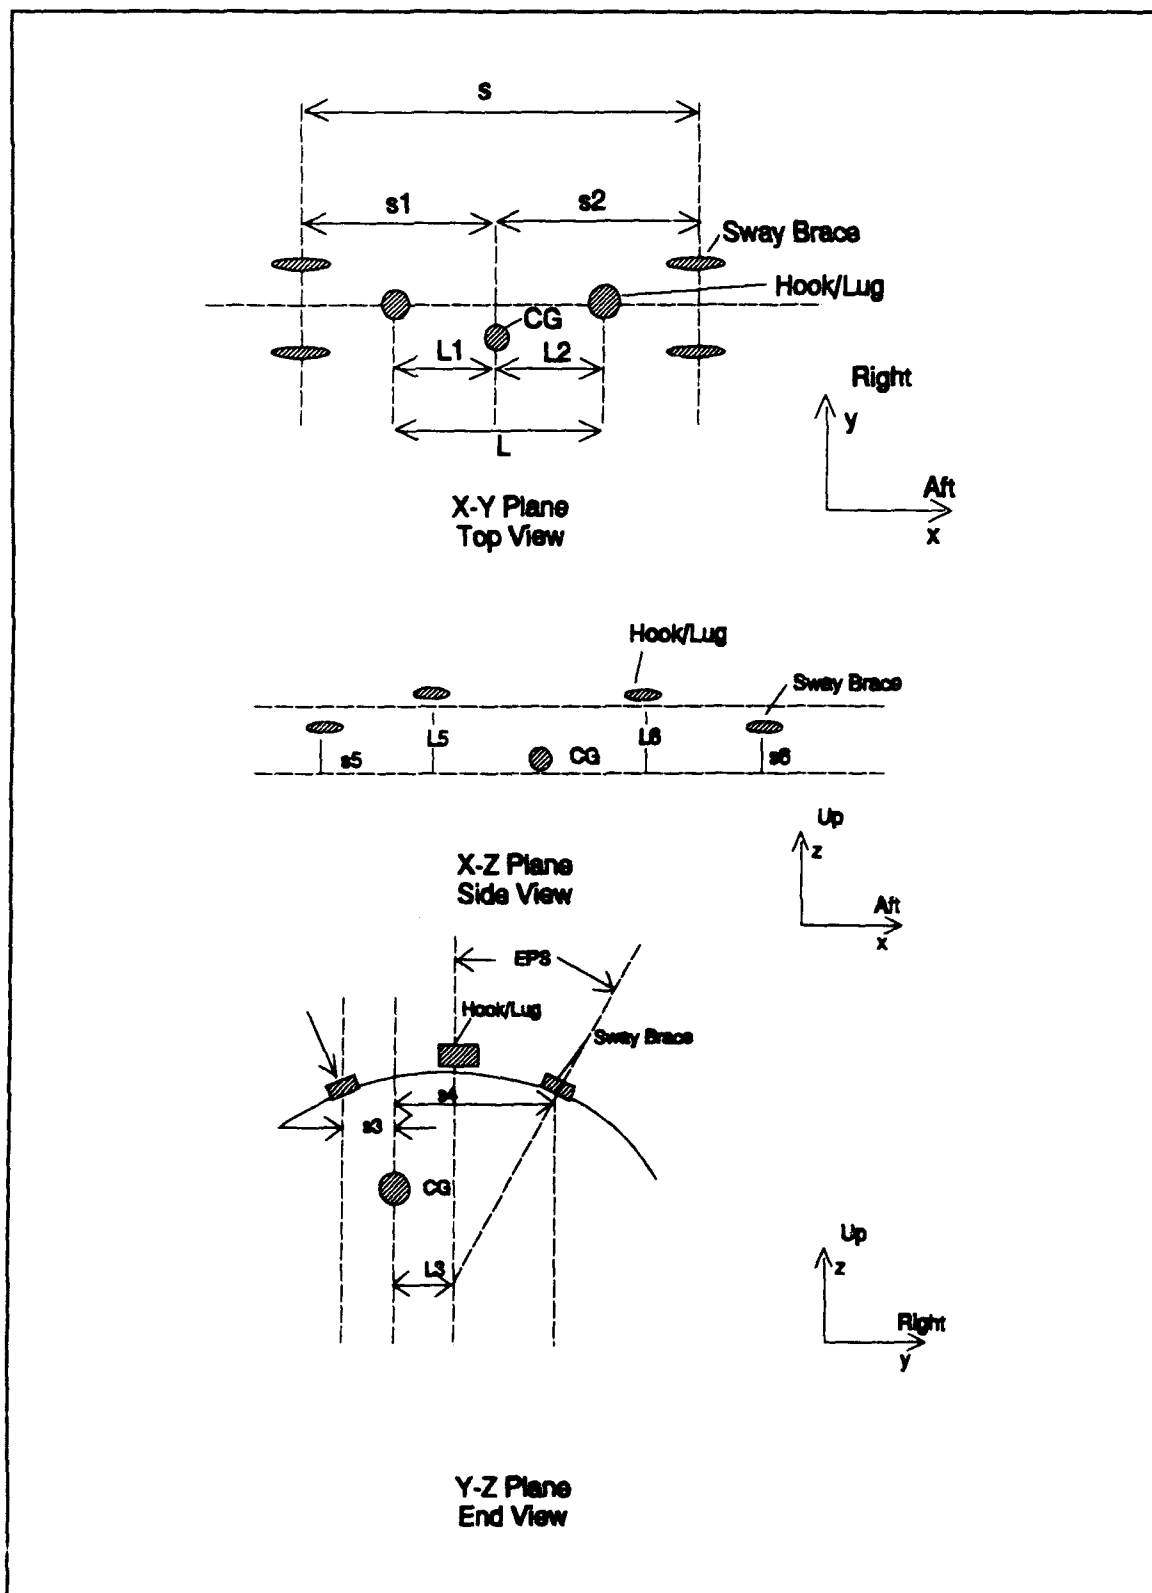 s
s1
s2
Sway Brace
Hook/Lug
CG
L1
L2
L
Right
y
Aft
x
X-Y Plane
Top View
Hook/Lug
Sway Brace
L5
L6
s5
CG
s6
Up
z
Aft
x
X-Z Plane
Side View
EPS
Hook/Lug
Sway Brace
s4
s3
CG
L3
Up
z
Right
y
Y-Z Plane
End View